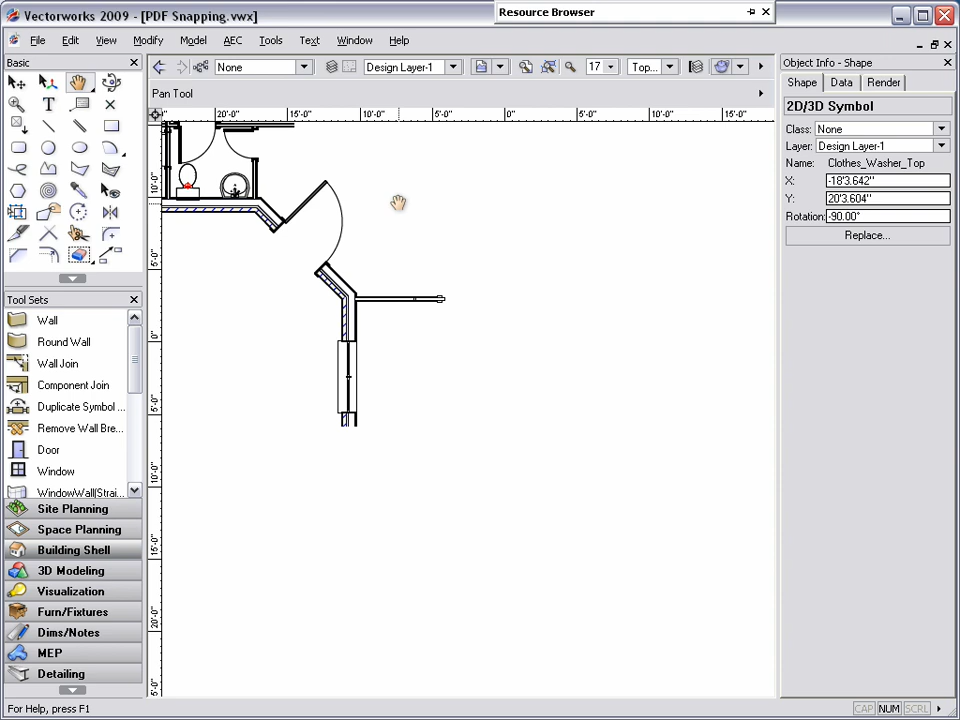 Vectorworks 2009 - [PDF Snapping.vwx]
Resource Browser
File Edit View Modify Model AEC Tools Text Window Help
Basic
None
Design Layer-1
17
Top...
Pan Tool
20'-0" 15'-0" 10'-0" 5'-0" 0" 5'-0" 10'-0" 15'-0"
10'-0"
5'-0"
0"
5'-0"
10'-0"
15'-0"
20'-0"
5'-0"
Tool Sets
Wall
Round Wall
Wall Join
Component Join
Duplicate Symbol ...
Remove Wall Bre...
Door
Window
WindowWall(Strai...
Site Planning
Space Planning
Building Shell
3D Modeling
Visualization
Furn/Fixtures
Dims/Notes
MEP
Detailing
Object Info - Shape
Shape Data Render
2D/3D Symbol
Class: None
Layer: Design Layer-1
Name: Clothes_Washer_Top
X: -18'3.642"
Y: 20'3.604"
Rotation: -90.00°
Replace...
For Help, press F1
CAP NUM SCRL